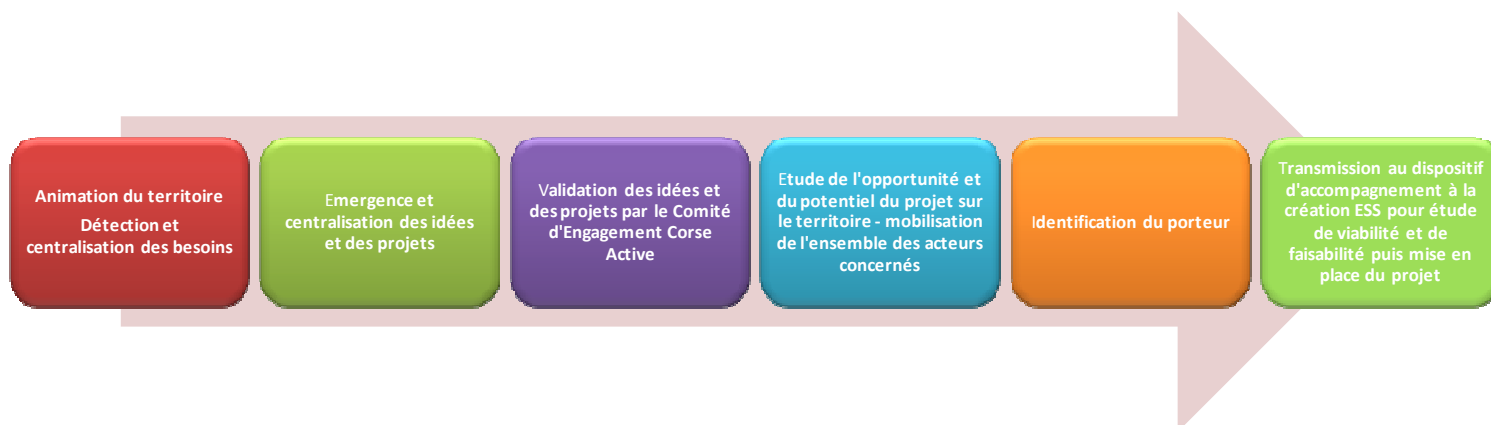 Animation du territoire
Détection et
centralisation des besoins
Emergence et
centralisation des idées
et des projets
Validation des idées et
des projets par le Comité
d'Engagement Corse
Active
Etude de l'opportunité et
du potentiel du projet sur
le territoire - mobilisation
de l'ensemble des acteurs
concernés
Identification du porteur
Transmission au dispositif
d'accompagnement à la
création ESS pour étude
de viabilité et de
faisabilité puis mise en
place du projet